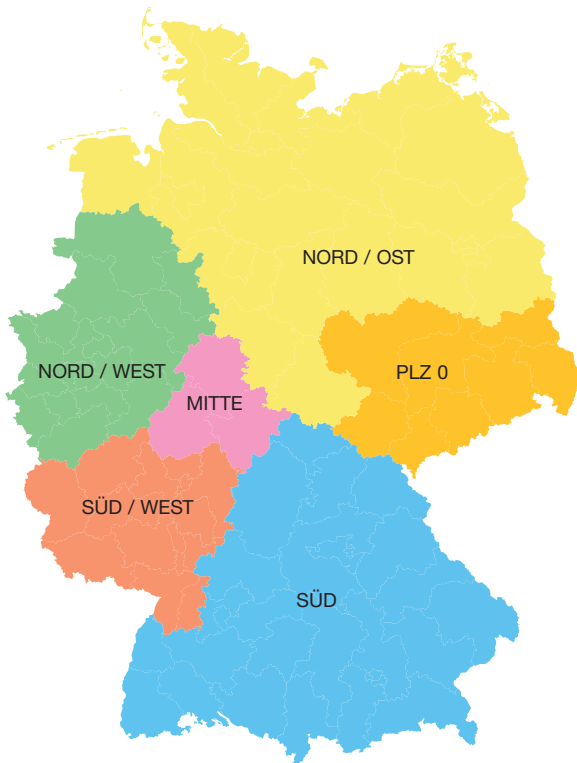 NORD / OST
NORD / WEST
PLZ 0
MITTE
SÜD / WEST
SÜD